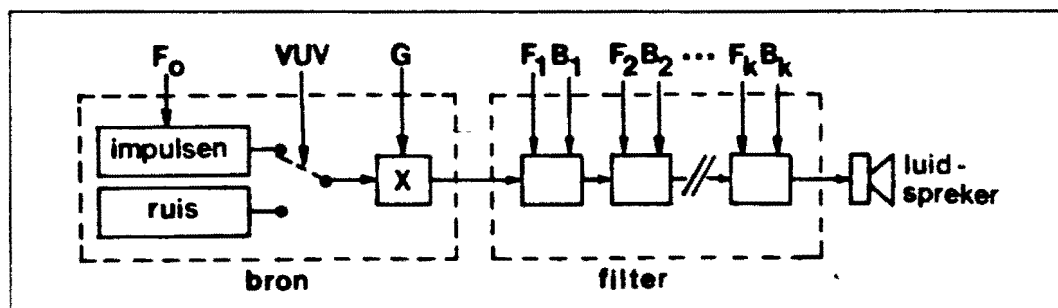 F₀ VUV G F₁B₁ F₂B₂ ··· FₖBₖ
impulsen
X
luid-
spreker
ruis
bron
filter